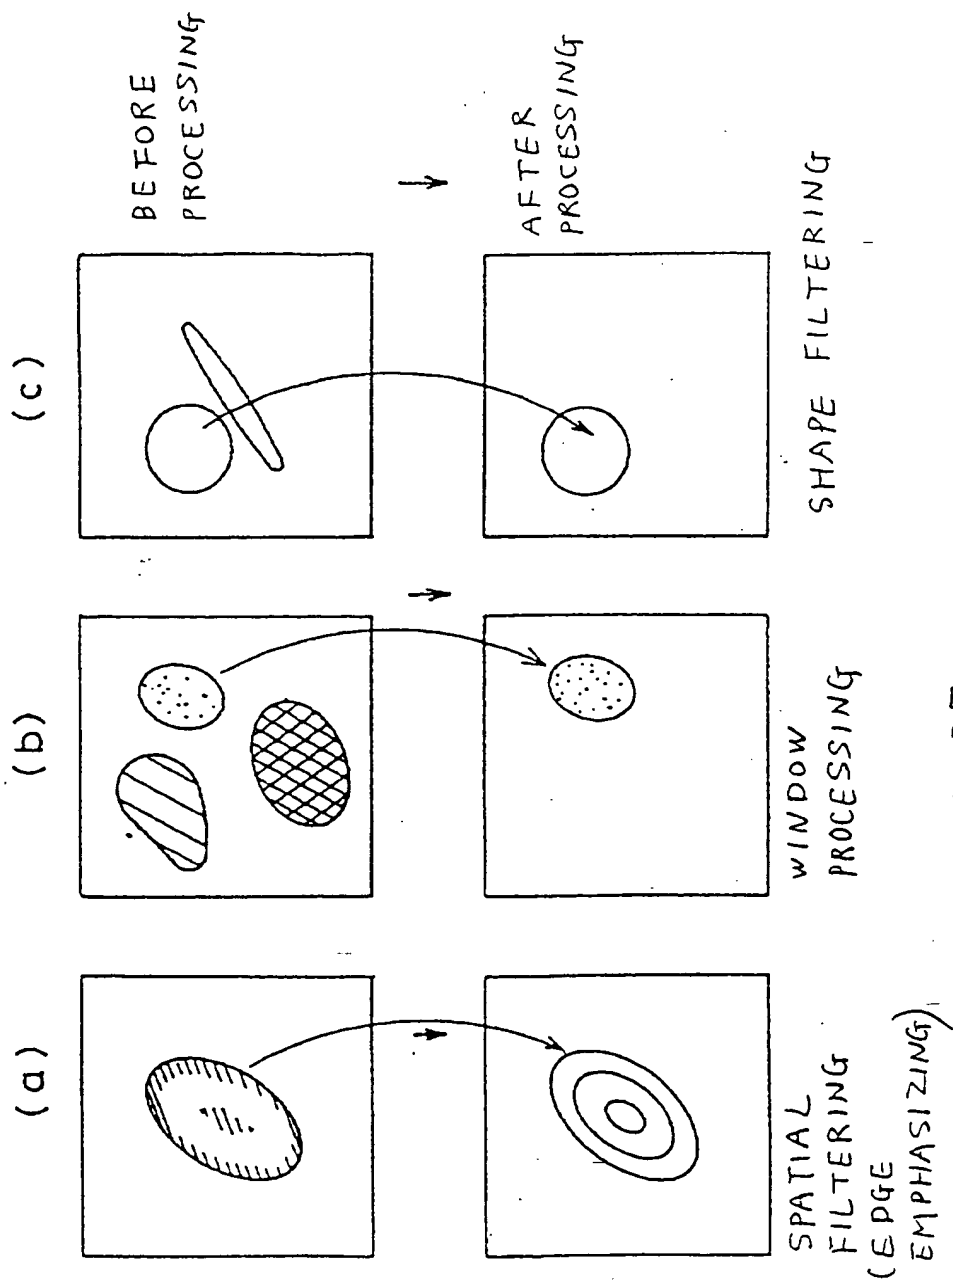 (a)
(b)
(c)
BEFORE
PROCESSING
AFTER
PROCESSING
SPATIAL
FILTERING
(EDGE
EMPHASIZING)
WINDOW
PROCESSING
SHAPE FILTERING